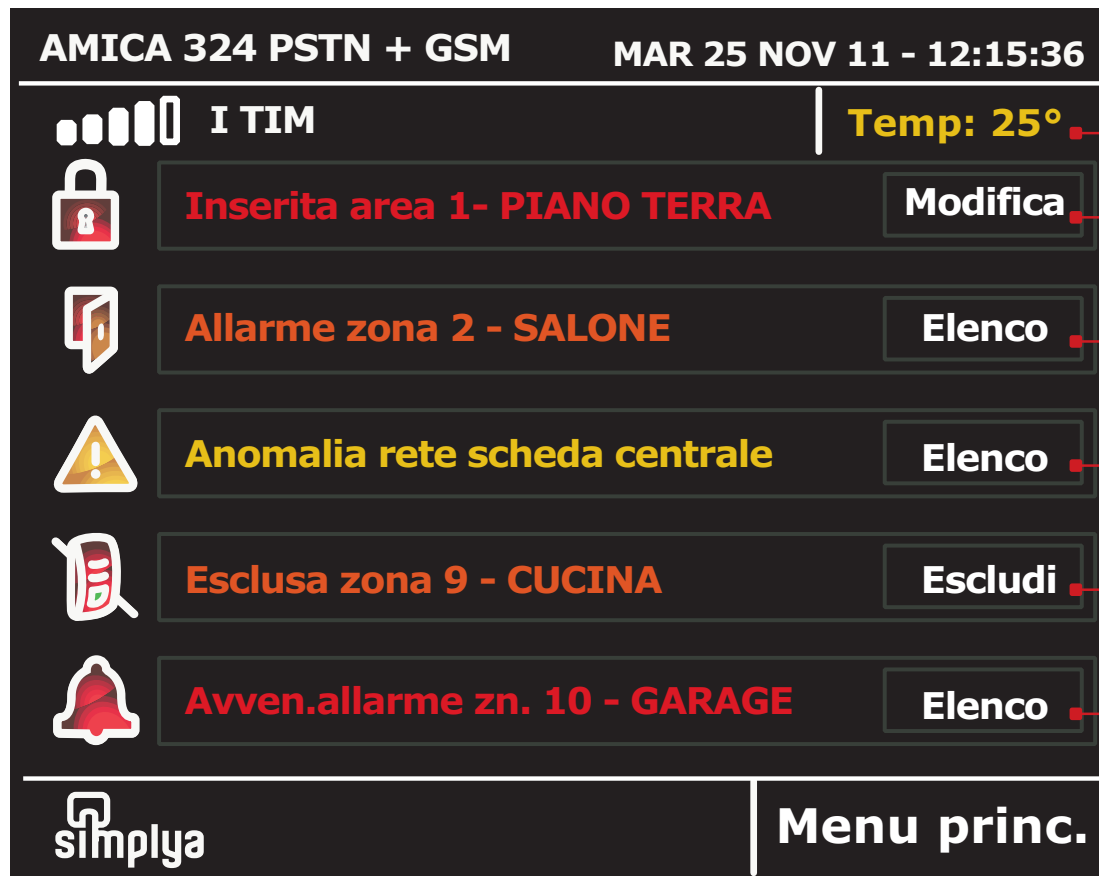 AMICA 324 PSTN + GSM MAR 25 NOV 11 - 12:15:36
I TIM Temp: 25°
Inserita area 1- PIANO TERRA Modifica
Allarme zona 2 - SALONE Elenco
Anomalia rete scheda centrale Elenco
Esclusa zona 9 - CUCINA Escludi
Avven.allarme zn. 10 - GARAGE Elenco
simplya Menu princ.